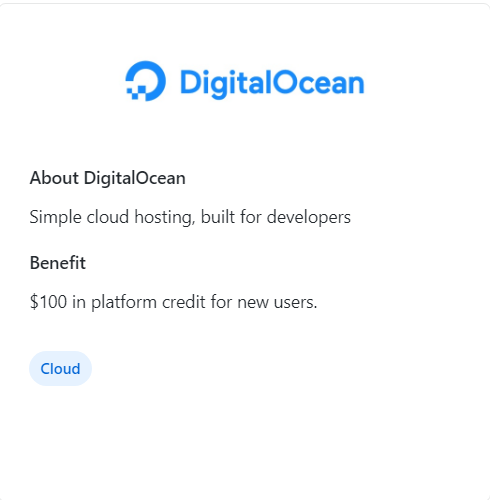 DigitalOcean
About DigitalOcean
Simple cloud hosting, built for developers
Benefit
$100 in platform credit for new users.
Cloud